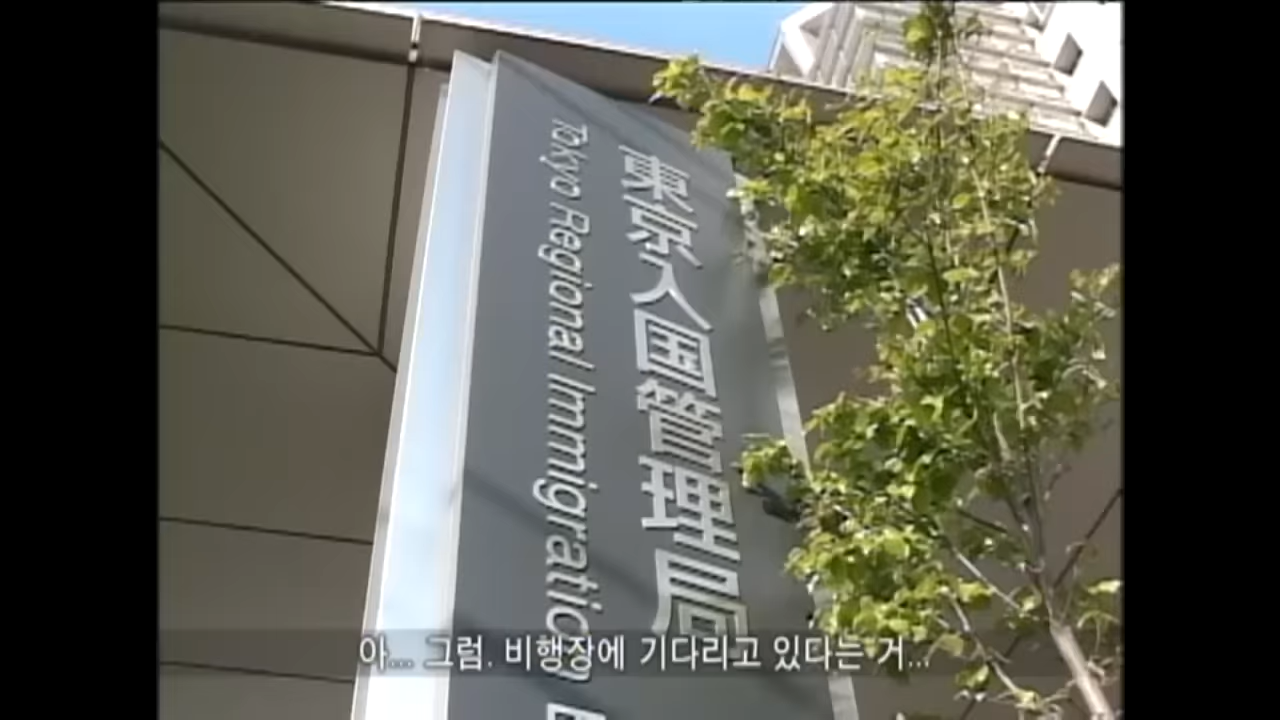 東京入国管理局
Tokyo Regional Immigration
아... 그럼. 비행장에 기다리고 있다는 거...